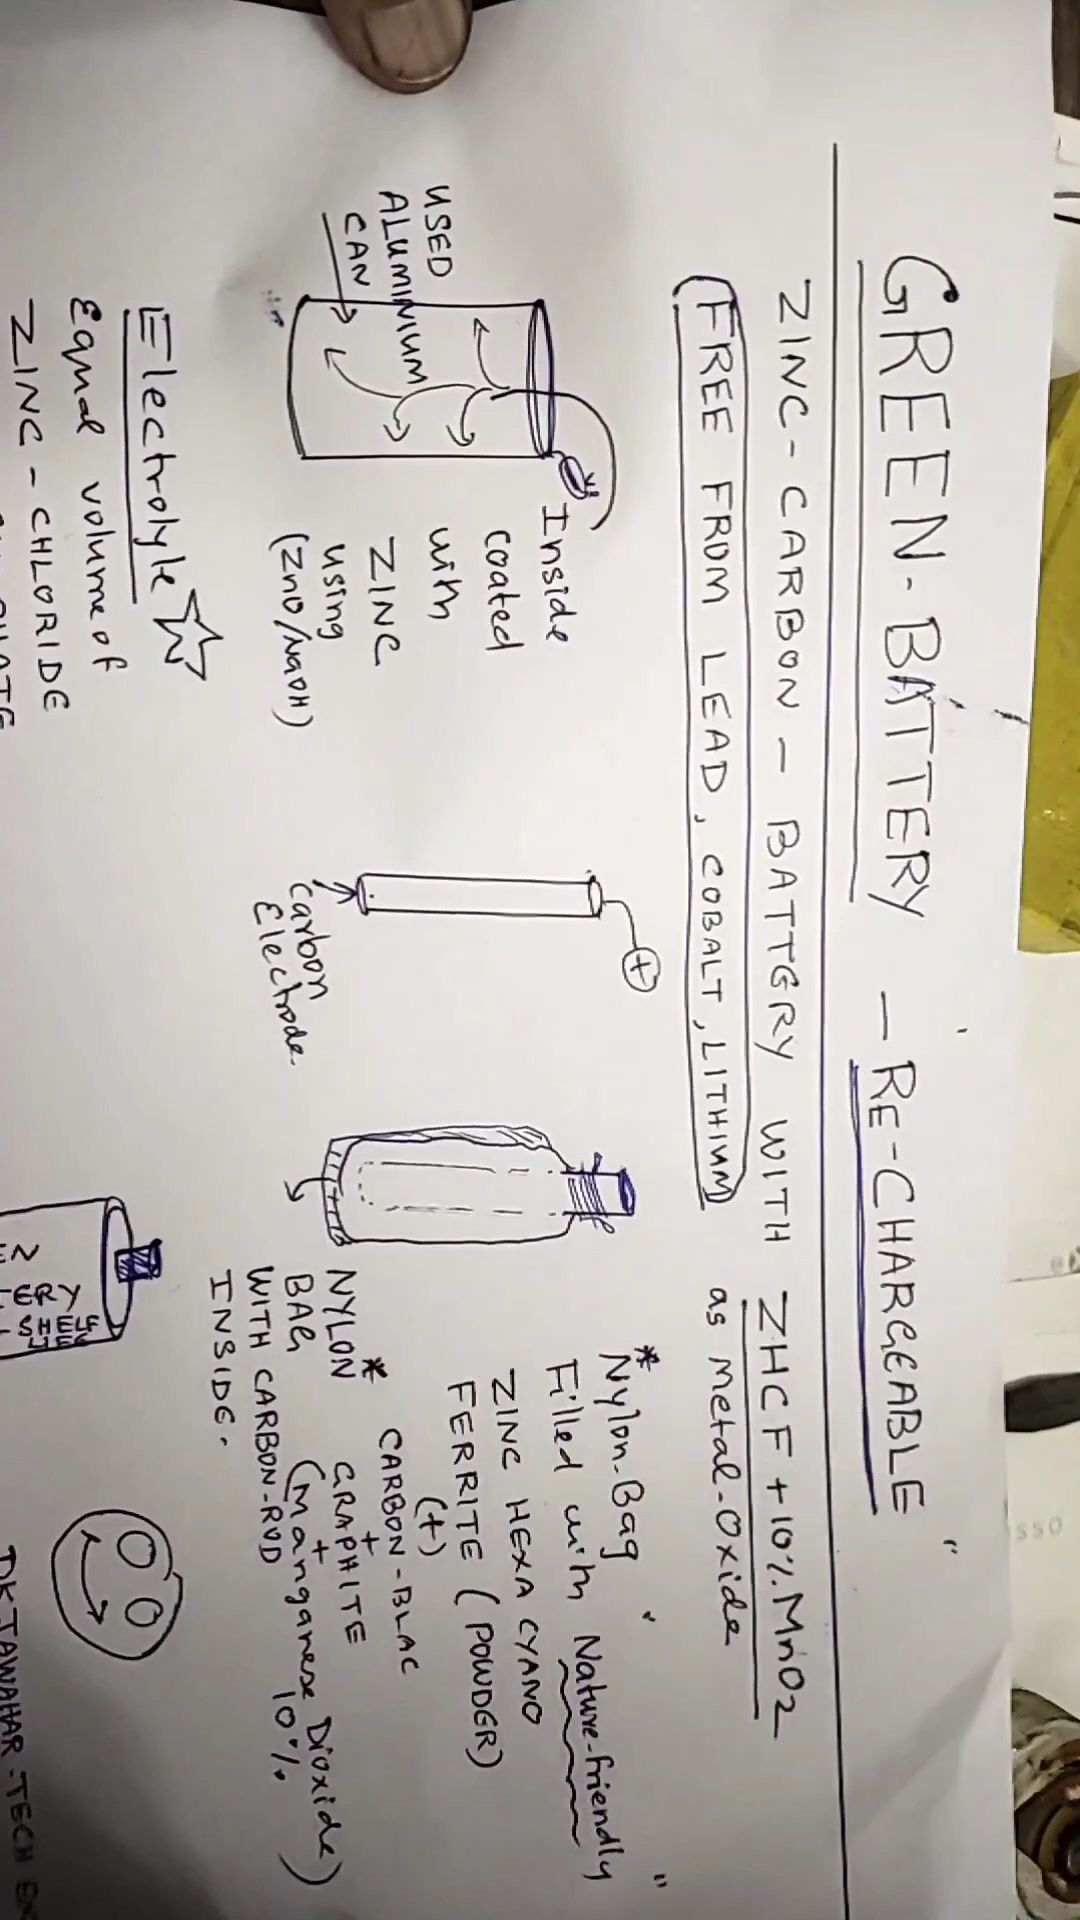 GREEN-BATTERY - RE-CHARGEABLE "
ZINC-CARBON - BATTERY WITH ZHCF + 10%. MnO2
(FREE FROM LEAD, COBALT, LITHIUM) as Metal-Oxide
USED
ALUMINIUM
CAN
Inside
coated
with
ZINC
using
(ZnO/NaOH)
+
Carbon
Electrode.
* Nylon-Bag
Filled with Nature-friendly "
ZINC HEXA CYANO
FERRITE (POWDER)
(+)
* CARBON-BLAC
+
GRAPHITE
+
(Manganese Dioxide)
10%.
NYLON
BAG
WITH CARBON-ROD
INSIDE.
Electrolyte
Equal volume of
ZINC - CHLORIDE
TERY
SHELF
JAWAHAR - TECH